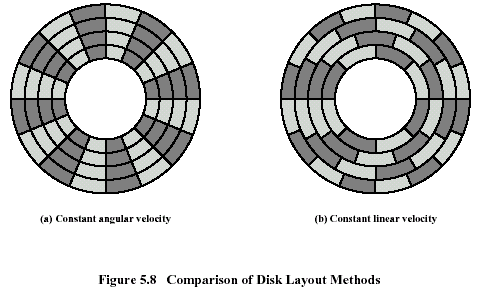 (a) Constant angular velocity
(b) Constant linear velocity
Figure 5.8 Comparison of Disk Layout Methods